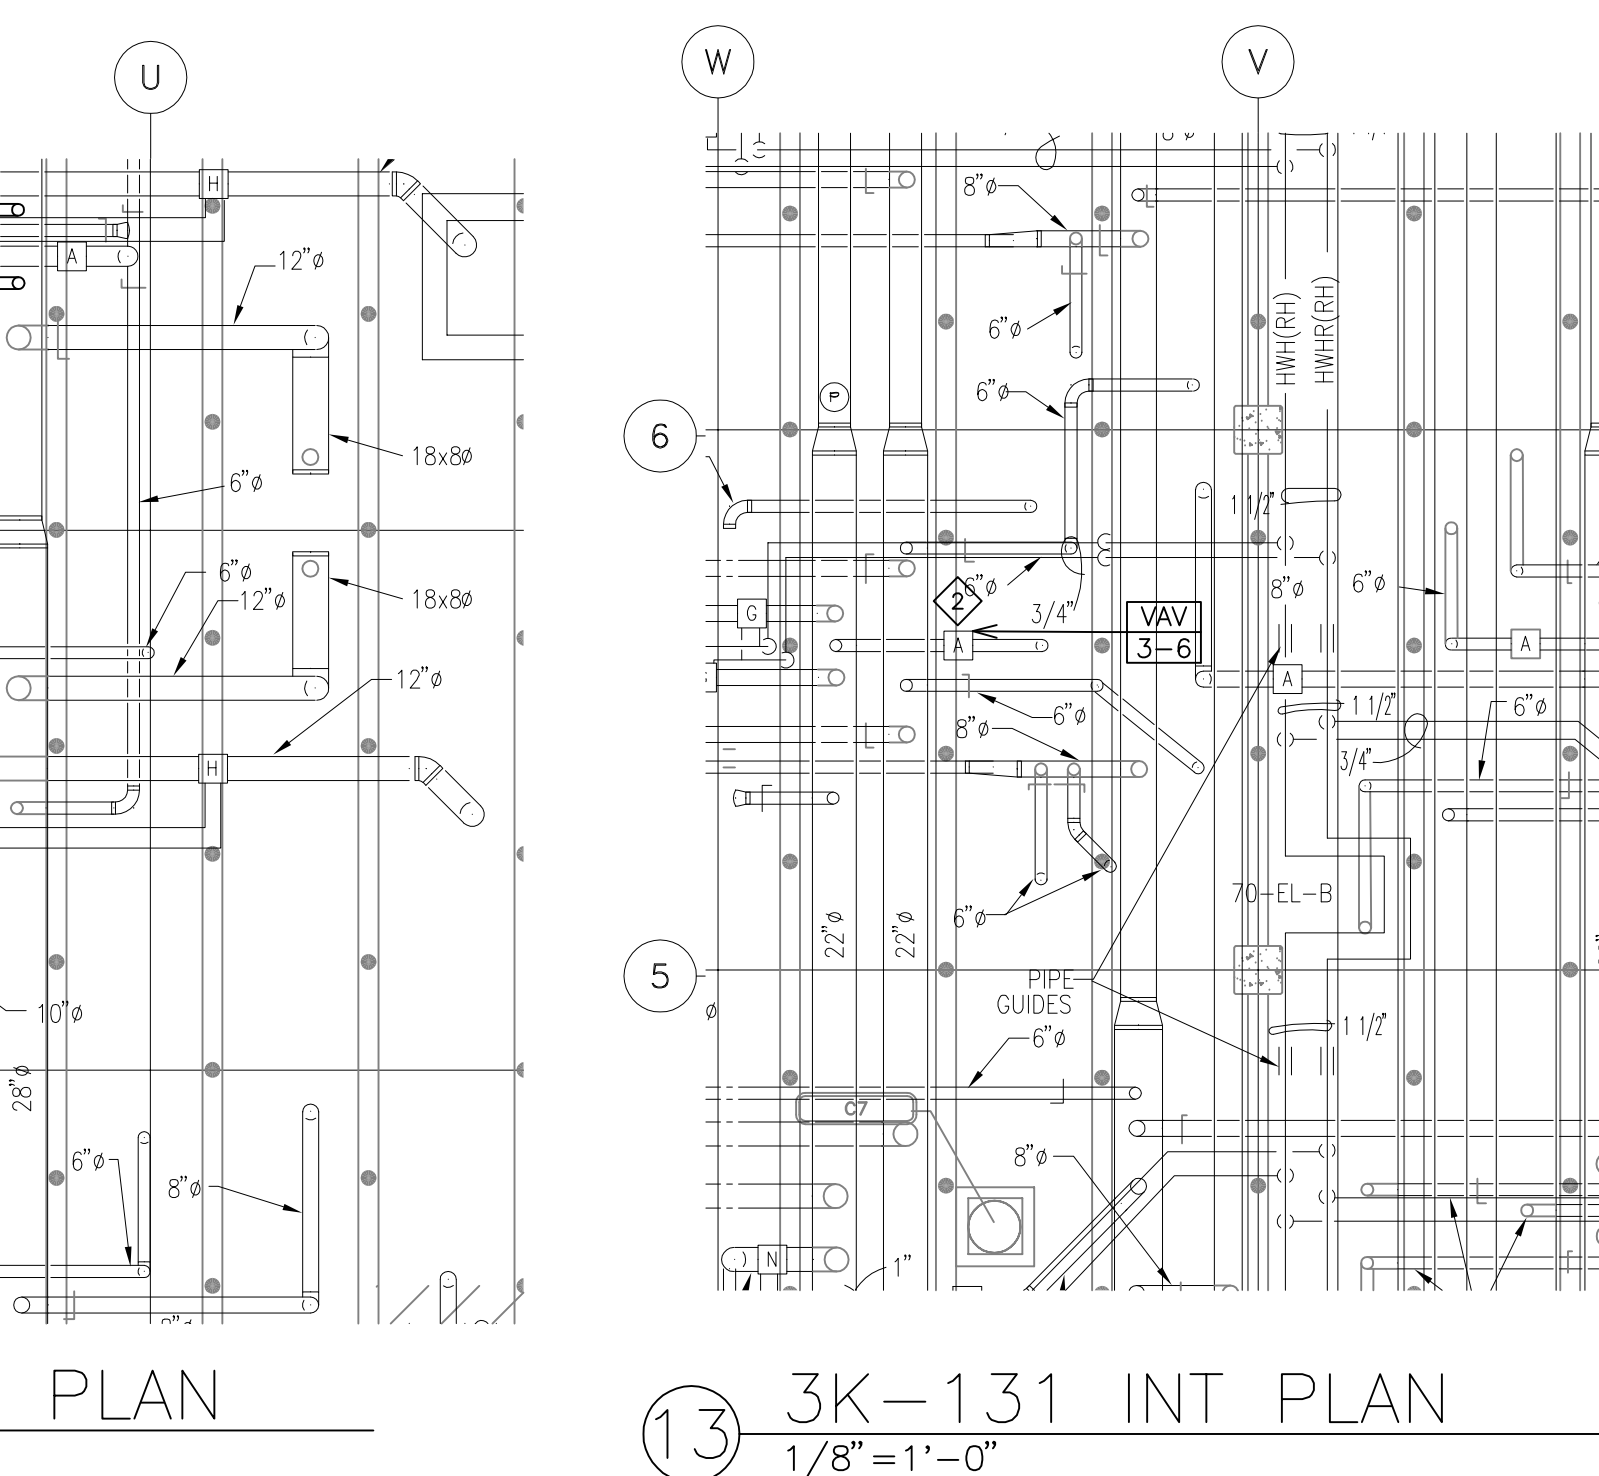 U
H
A
12"ø
18x8ø
6"ø
6"ø
12"ø
18x8ø
12"ø
H
10"ø
28"ø
6"ø
8"ø
PLAN
W
V
8"ø
6"ø
HWH(RH)
HWHR(RH)
6"ø
P
6
1 1/2"
6"ø
2
3/4"
8"ø
6"ø
G
VAV
3-6
A
A
A
6"ø
8"ø
1 1/2"
6"ø
3/4"
6"ø
22"ø
22"ø
70-EL-B
5
PIPE
GUIDES
1 1/2"
6"ø
C7
8"ø
N
1"
13
3K-131 INT PLAN
1/8"=1'-0"